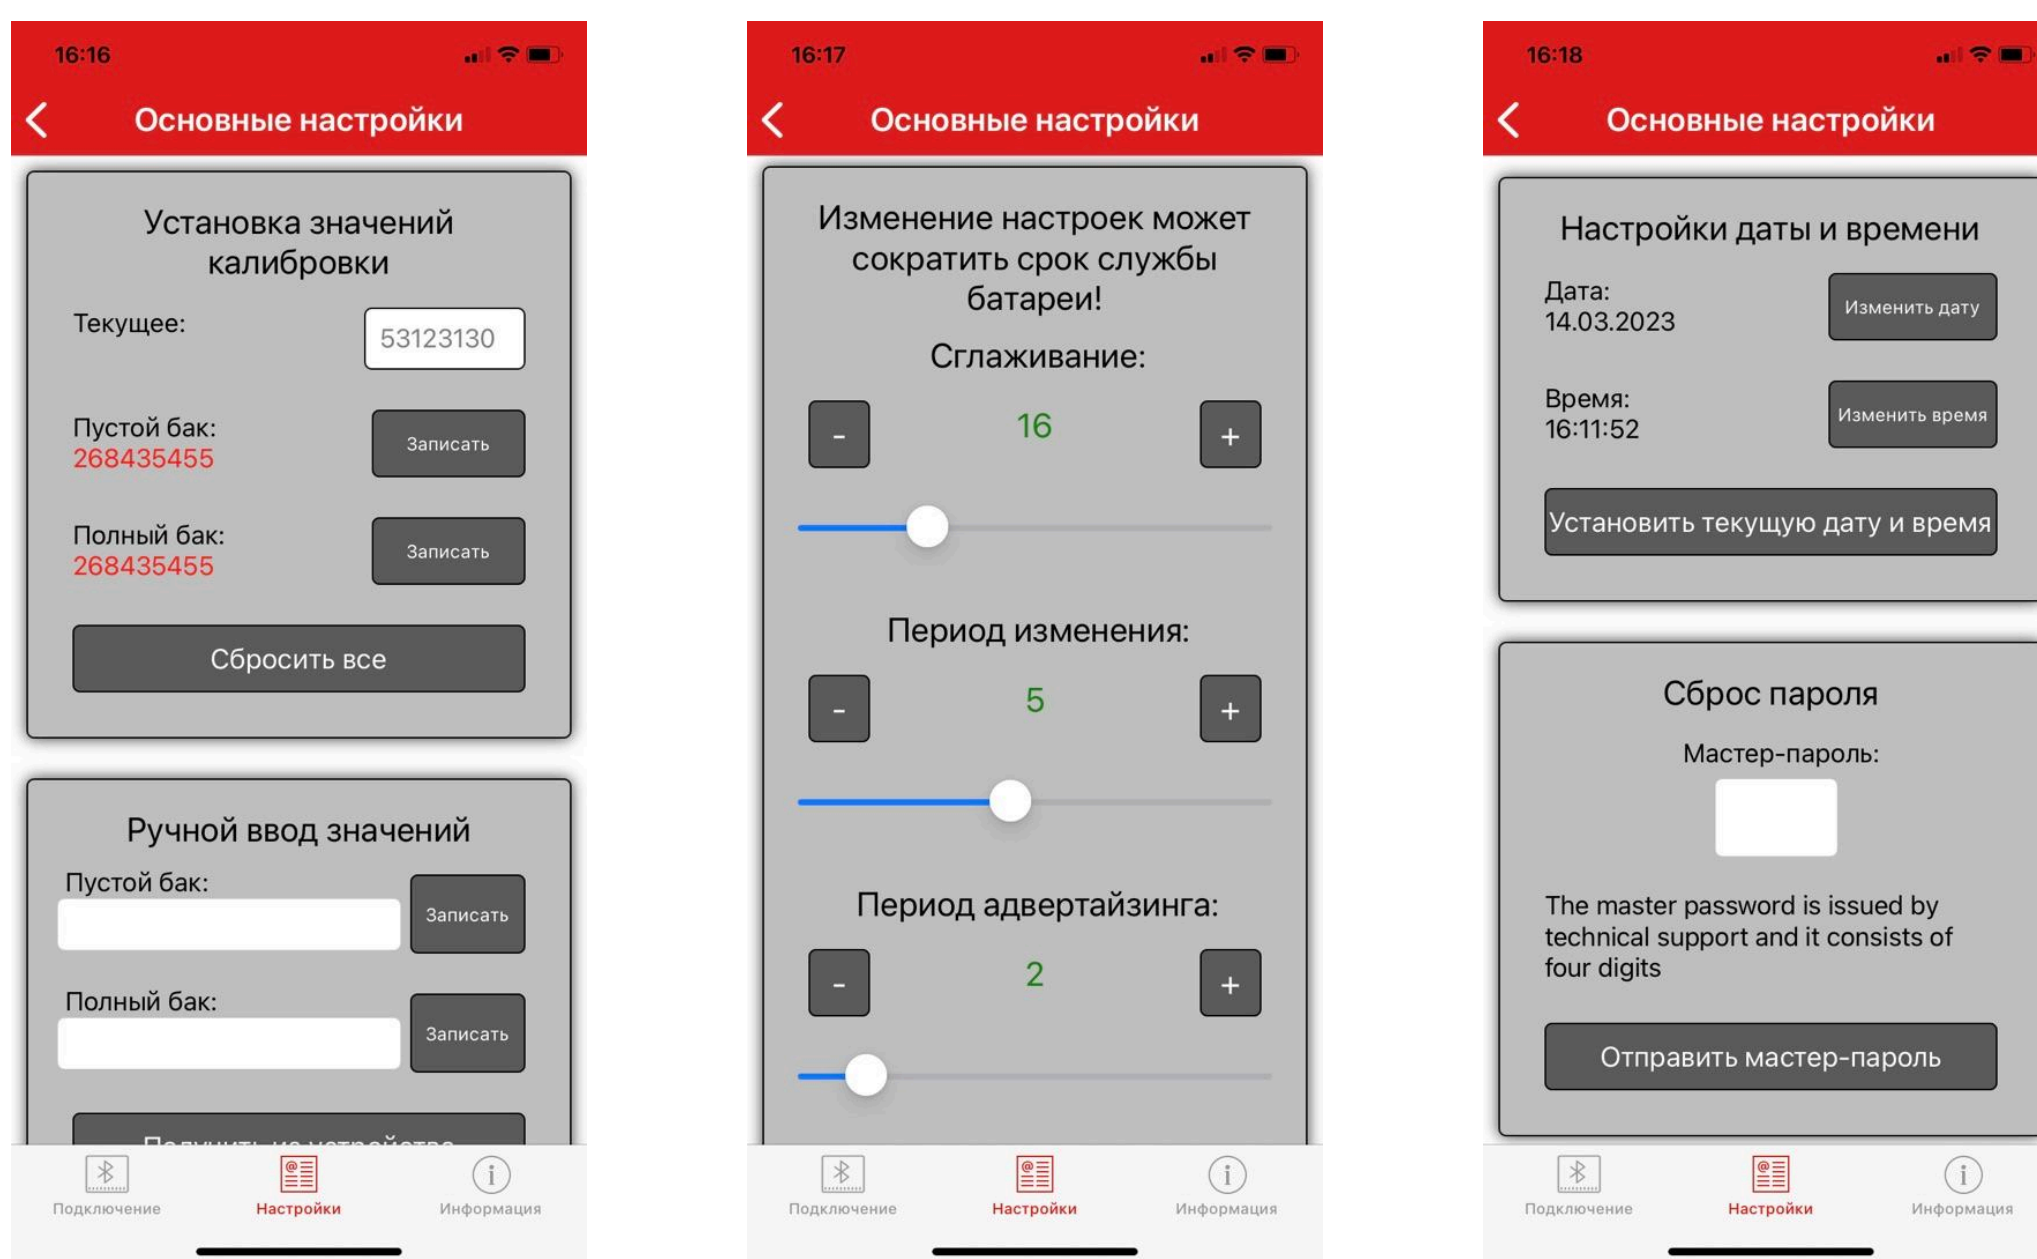 16:16
Основные настройки
Установка значений
калибровки
Текущее:
53123130
Пустой бак:
268435455
Записать
Полный бак:
268435455
Записать
Сбросить все
Ручной ввод значений
Пустой бак:
Записать
Полный бак:
Записать
Получить из устройства
Подключение
Настройки
Информация
16:17
Основные настройки
Изменение настроек может
сократить срок службы
батареи!
Сглаживание:
-
16
+
Период изменения:
-
5
+
Период адвертайзинга:
-
2
+
Подключение
Настройки
Информация
16:18
Основные настройки
Настройки даты и времени
Дата:
14.03.2023
Изменить дату
Время:
16:11:52
Изменить время
Установить текущую дату и время
Сброс пароля
Мастер-пароль:
The master password is issued by
technical support and it consists of
four digits
Отправить мастер-пароль
Подключение
Настройки
Информация